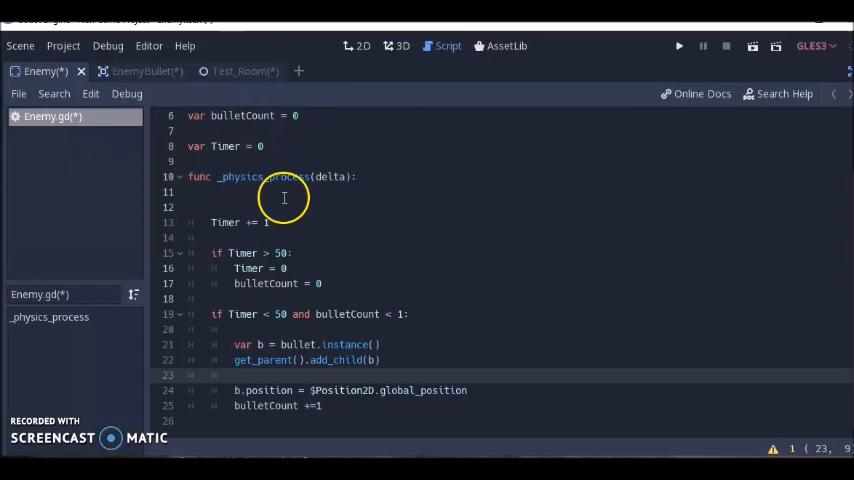 Scene Project Debug Editor Help 2D 3D Script AssetLib GLES3
Enemy(*) EnemyBullet(*) Test_Room(*)
File Search Edit Debug Online Docs Search Help
Enemy.gd(*)
Enemy.gd(*)
_physics_process
6 var bulletCount = 0
7
8 var Timer = 0
9
10 func _physics_process(delta):
11
12
13 Timer += 1
14
15 if Timer > 50:
16 Timer = 0
17 bulletCount = 0
18
19 if Timer < 50 and bulletCount < 1:
20
21 var b = bullet.instance()
22 get_parent().add_child(b)
23
24 b.position = $Position2D.global_position
25 bulletCount +=1
26
RECORDED WITH
SCREENCAST MATIC
1 ( 23, 9)